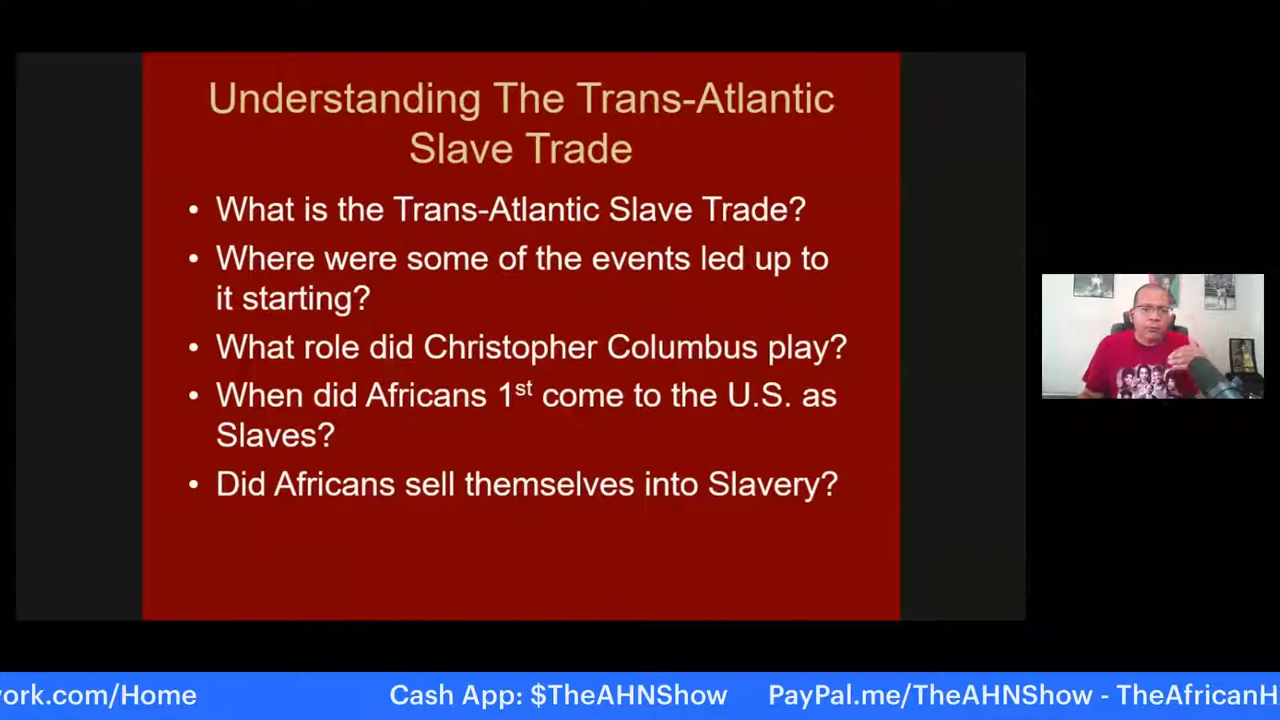 Understanding The Trans-Atlantic
Slave Trade
• What is the Trans-Atlantic Slave Trade?
• Where were some of the events led up to
it starting?
• What role did Christopher Columbus play?
• When did Africans 1st come to the U.S. as
Slaves?
• Did Africans sell themselves into Slavery?
work.com/Home Cash App: $TheAHNShow PayPal.me/TheAHNShow - TheAfricanH